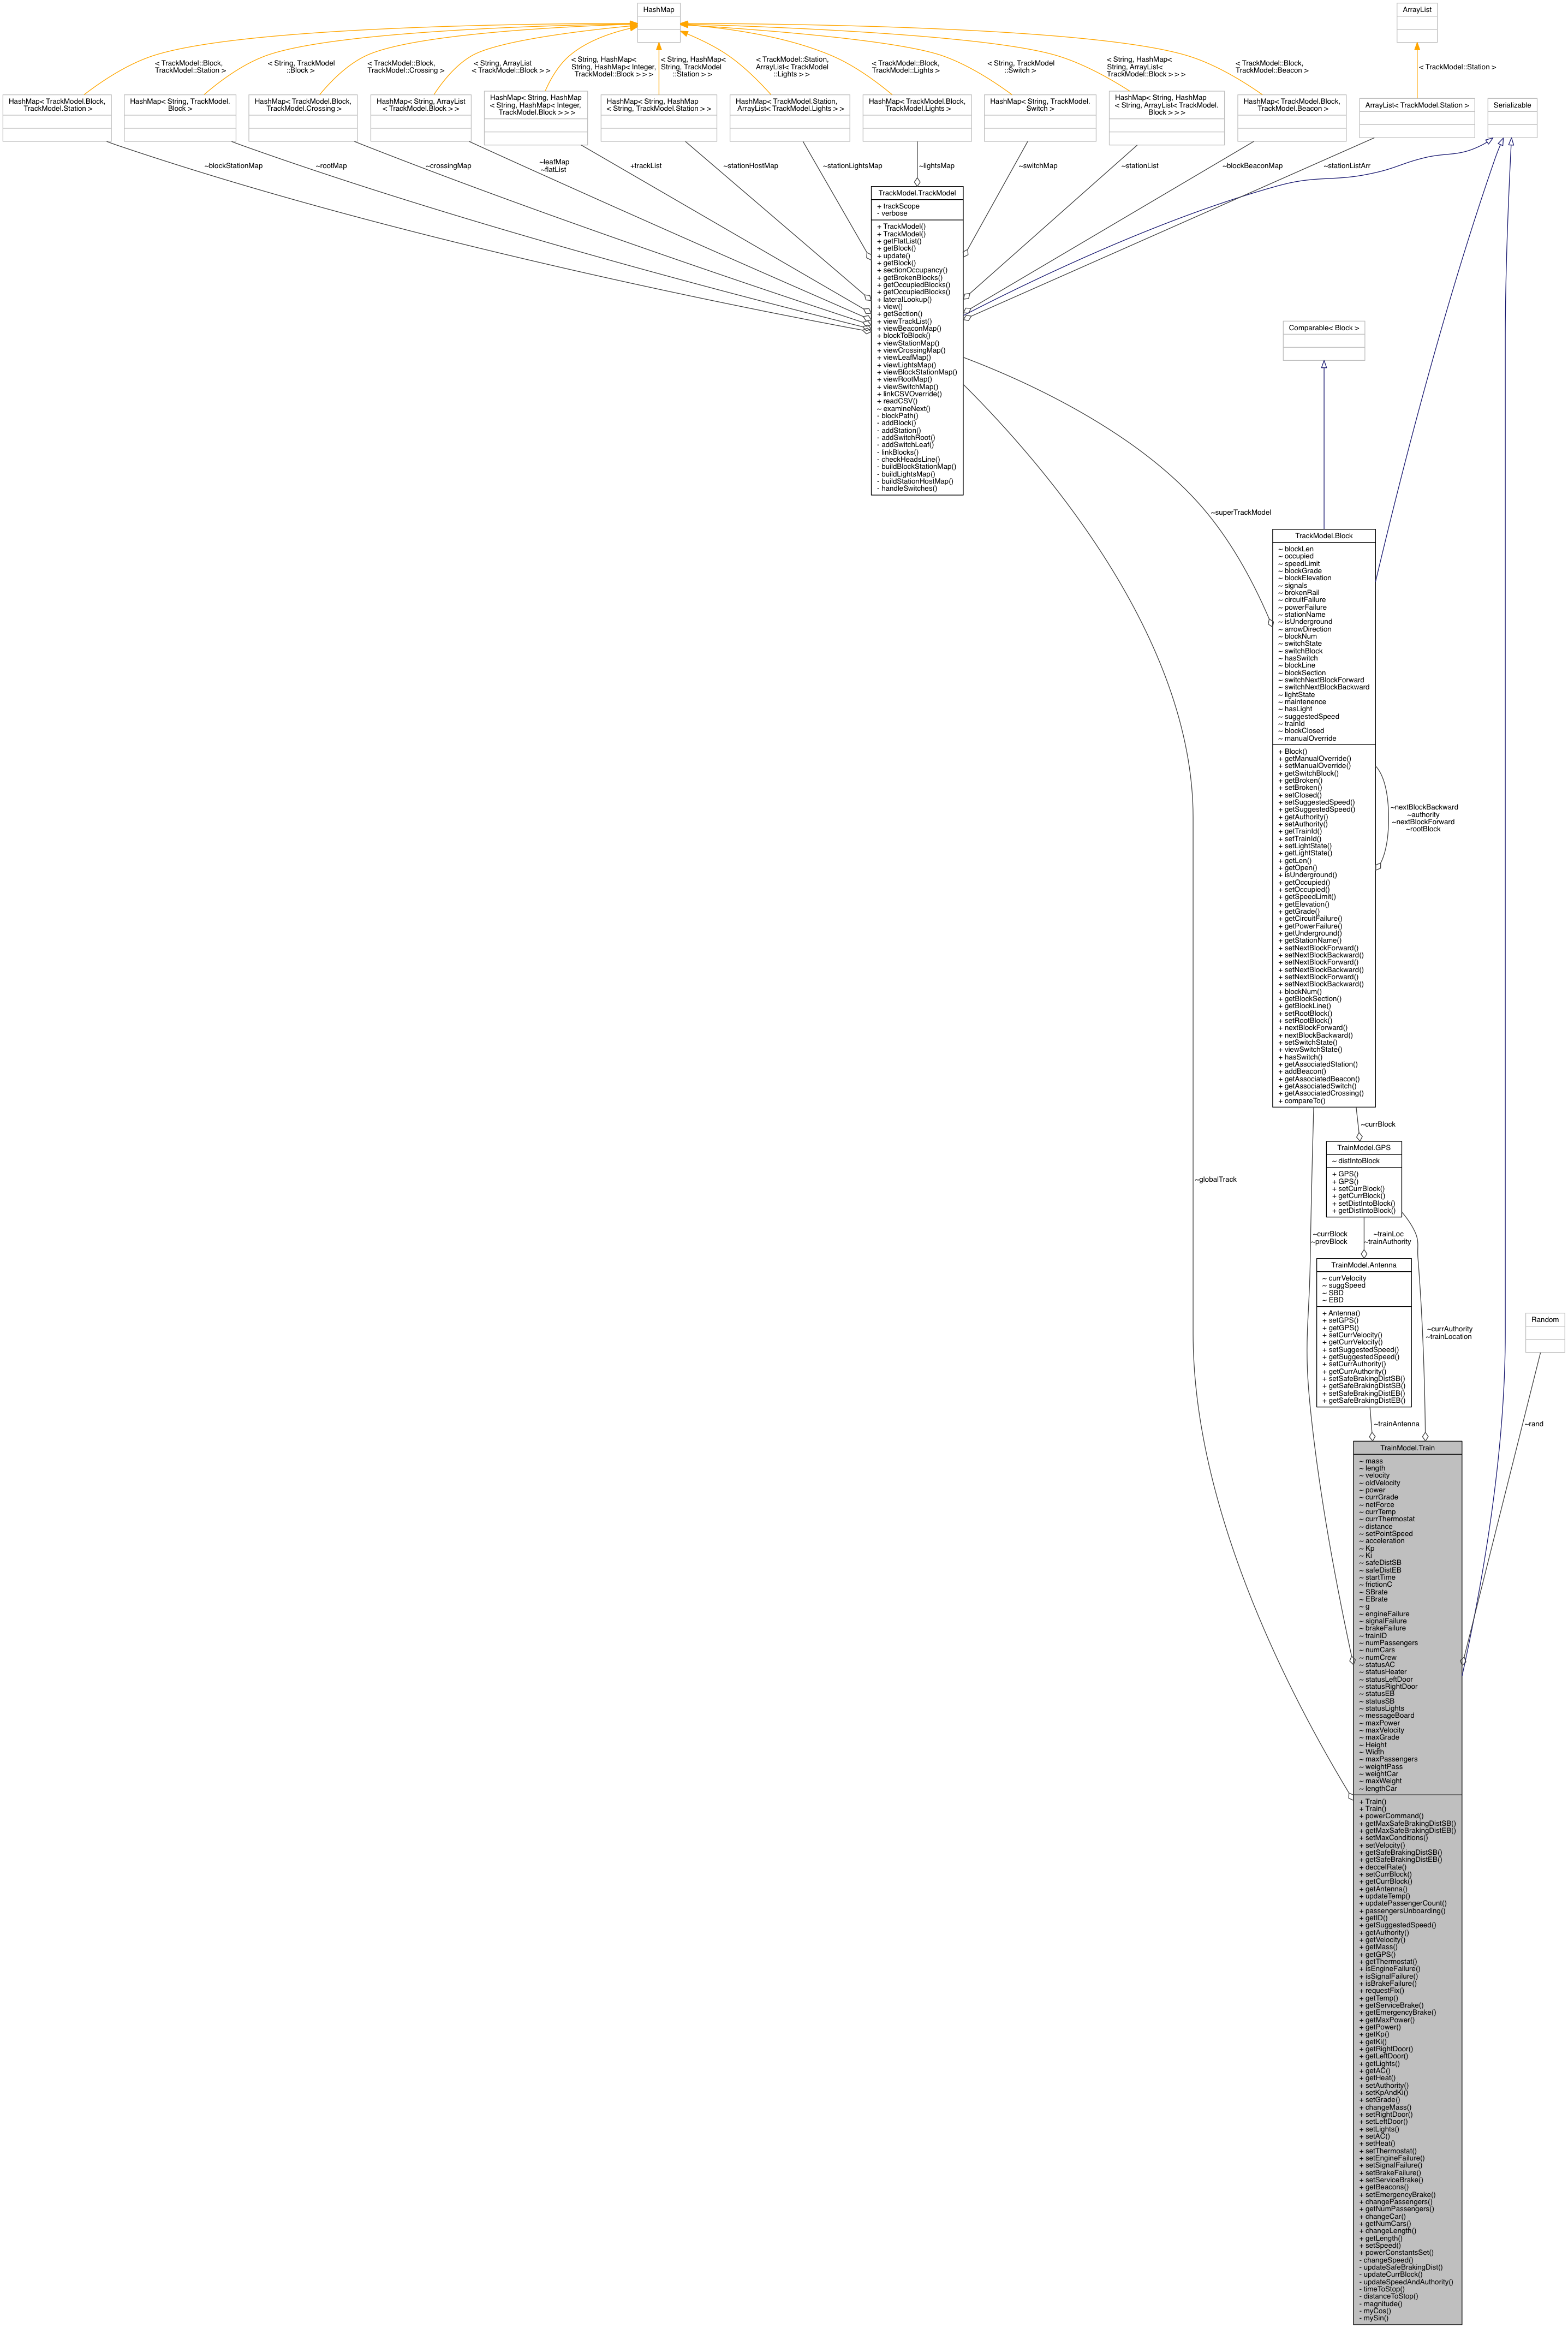 HashMap
ArrayList
< TrackModel::Block,
TrackModel::Station >
< String, TrackModel
::Block >
< TrackModel::Block,
TrackModel::Crossing >
< String, ArrayList
< TrackModel::Block > >
< String, HashMap<
String, HashMap< Integer,
TrackModel::Block > > >
< String, HashMap<
String, TrackModel
::Station > >
< TrackModel::Station,
ArrayList< TrackModel
::Lights > >
< TrackModel::Block,
TrackModel::Lights >
< String, TrackModel
::Switch >
< String, HashMap<
String, ArrayList<
TrackModel::Block > > >
< TrackModel::Block,
TrackModel::Beacon >
< TrackModel::Station >
HashMap< TrackModel.Block,
TrackModel.Station >
HashMap< String, TrackModel.
Block >
HashMap< TrackModel.Block,
TrackModel.Crossing >
HashMap< String, ArrayList
< TrackModel.Block > >
HashMap< String, HashMap
< String, HashMap< Integer,
TrackModel.Block > > >
HashMap< String, HashMap
< String, TrackModel.Station > >
HashMap< TrackModel.Station,
ArrayList< TrackModel.Lights > >
HashMap< TrackModel.Block,
TrackModel.Lights >
HashMap< String, TrackModel.
Switch >
HashMap< String, HashMap
< String, ArrayList< TrackModel.
Block > > >
HashMap< TrackModel.Block,
TrackModel.Beacon >
ArrayList< TrackModel.Station >
Serializable
~blockStationMap
~rootMap
~crossingMap
~leafMap
~flatList
+trackList
~stationHostMap
~stationLightsMap
~lightsMap
~switchMap
~stationList
~blockBeaconMap
~stationListArr
TrackModel.TrackModel
+ trackScope
- verbose
+ TrackModel()
+ TrackModel()
+ getFlatList()
+ getBlock()
+ update()
+ getBlock()
+ sectionOccupancy()
+ getBrokenBlocks()
+ getOccupiedBlocks()
+ getOccupiedBlocks()
+ lateralLookup()
+ view()
+ getSection()
+ viewTrackList()
+ viewBeaconMap()
+ blockToBlock()
+ viewStationMap()
+ viewCrossingMap()
+ viewLeafMap()
+ viewLightsMap()
+ viewBlockStationMap()
+ viewRootMap()
+ viewSwitchMap()
+ linkCSVOverride()
+ readCSV()
~ examineNext()
- blockPath()
- addBlock()
- addStation()
- addSwitchRoot()
- addSwitchLeaf()
- linkBlocks()
- checkHeadsLine()
- buildBlockStationMap()
- buildLightsMap()
- buildStationHostMap()
- handleSwitches()
Comparable< Block >
~superTrackModel
TrackModel.Block
~ blockLen
~ occupied
~ speedLimit
~ blockGrade
~ blockElevation
~ signals
~ brokenRail
~ circuitFailure
~ powerFailure
~ stationName
~ isUnderground
~ arrowDirection
~ blockNum
~ switchState
~ switchBlock
~ hasSwitch
~ blockLine
~ blockSection
~ switchNextBlockForward
~ switchNextBlockBackward
~ lightState
~ maintenence
~ hasLight
~ suggestedSpeed
~ trainId
~ blockClosed
~ manualOverride
+ Block()
+ getManualOverride()
+ setManualOverride()
+ getSwitchBlock()
+ getBroken()
+ setBroken()
+ setClosed()
+ setSuggestedSpeed()
+ getSuggestedSpeed()
+ getAuthority()
+ setAuthority()
+ getTrainId()
+ setTrainId()
+ setLightState()
+ getLightState()
+ getLen()
+ getOpen()
+ isUnderground()
+ getOccupied()
+ setOccupied()
+ getSpeedLimit()
+ getElevation()
+ getGrade()
+ getCircuitFailure()
+ getPowerFailure()
+ getUnderground()
+ getStationName()
+ setNextBlockForward()
+ setNextBlockBackward()
+ setNextBlockForward()
+ setNextBlockBackward()
+ setNextBlockForward()
+ setNextBlockBackward()
+ blockNum()
+ getBlockSection()
+ getBlockLine()
+ setRootBlock()
+ setRootBlock()
+ nextBlockForward()
+ nextBlockBackward()
+ setSwitchState()
+ viewSwitchState()
+ hasSwitch()
+ getAssociatedStation()
+ addBeacon()
+ getAssociatedBeacon()
+ getAssociatedSwitch()
+ getAssociatedCrossing()
+ compareTo()
~nextBlockBackward
~authority
~nextBlockForward
~rootBlock
~currBlock
TrainModel.GPS
~ distIntoBlock
+ GPS()
+ GPS()
+ setCurrBlock()
+ getCurrBlock()
+ setDistIntoBlock()
+ getDistIntoBlock()
~globalTrack
~currBlock
~prevBlock
~trainLoc
~trainAuthority
TrainModel.Antenna
~ currVelocity
~ suggSpeed
~ SBD
~ EBD
+ Antenna()
+ setGPS()
+ getGPS()
+ setCurrVelocity()
+ getCurrVelocity()
+ setSuggestedSpeed()
+ getSuggestedSpeed()
+ setCurrAuthority()
+ getCurrAuthority()
+ setSafeBrakingDistSB()
+ getSafeBrakingDistSB()
+ setSafeBrakingDistEB()
+ getSafeBrakingDistEB()
~currAuthority
~trainLocation
Random
~trainAntenna
~rand
TrainModel.Train
~ mass
~ length
~ velocity
~ oldVelocity
~ power
~ currGrade
~ netForce
~ currTemp
~ currThermostat
~ distance
~ setPointSpeed
~ acceleration
~ Kp
~ Ki
~ safeDistSB
~ safeDistEB
~ startTime
~ frictionC
~ SBrate
~ EBrate
~ g
~ engineFailure
~ signalFailure
~ brakeFailure
~ trainID
~ numPassengers
~ numCars
~ numCrew
~ statusAC
~ statusHeater
~ statusLeftDoor
~ statusRightDoor
~ statusEB
~ statusSB
~ statusLights
~ messageBoard
~ maxPower
~ maxVelocity
~ maxGrade
~ Height
~ Width
~ maxPassengers
~ weightPass
~ weightCar
~ maxWeight
~ lengthCar
+ Train()
+ Train()
+ powerCommand()
+ getMaxSafeBrakingDistSB()
+ getMaxSafeBrakingDistEB()
+ setMaxConditions()
+ setVelocity()
+ getSafeBrakingDistSB()
+ getSafeBrakingDistEB()
+ deccelRate()
+ setCurrBlock()
+ getCurrBlock()
+ getAntenna()
+ updateTemp()
+ updatePassengerCount()
+ passengersUnboarding()
+ getID()
+ getSuggestedSpeed()
+ getAuthority()
+ getVelocity()
+ getMass()
+ getGPS()
+ getThermostat()
+ isEngineFailure()
+ isSignalFailure()
+ isBrakeFailure()
+ requestFix()
+ getTemp()
+ getServiceBrake()
+ getEmergencyBrake()
+ getMaxPower()
+ getPower()
+ getKp()
+ getKi()
+ getRightDoor()
+ getLeftDoor()
+ getLights()
+ getAC()
+ getHeat()
+ setAuthority()
+ setKpAndKi()
+ setGrade()
+ changeMass()
+ setRightDoor()
+ setLeftDoor()
+ setLights()
+ setAC()
+ setHeat()
+ setThermostat()
+ setEngineFailure()
+ setSignalFailure()
+ setBrakeFailure()
+ setServiceBrake()
+ getBeacons()
+ setEmergencyBrake()
+ changePassengers()
+ getNumPassengers()
+ changeCar()
+ getNumCars()
+ changeLength()
+ getLength()
+ setSpeed()
+ powerConstantsSet()
- changeSpeed()
- updateSafeBrakingDist()
- updateCurrBlock()
- updateSpeedAndAuthority()
- timeToStop()
- distanceToStop()
- magnitude()
- myCos()
- mySin()